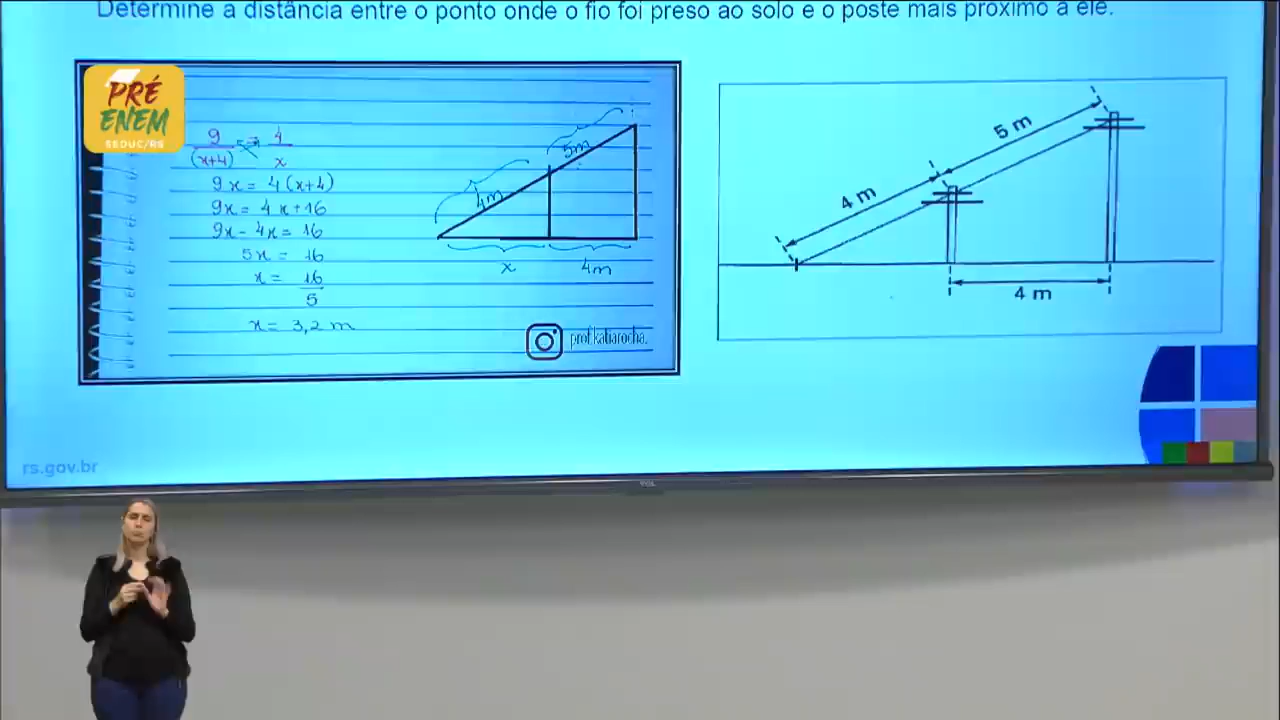 Determine a distância entre o ponto onde o fio foi preso ao solo e o poste mais próximo a ele.
PRÉ
ENEM
SEDUC/RS
9 => 4
(x+4) x
9x = 4(x+4)
9x = 4x+16
9x - 4x = 16
5x = 16
x = 16
5
x = 3,2 m
4m
5m
x
4m
prof.katiarocha.
4 m
5 m
4 m
rs.gov.br
TCL